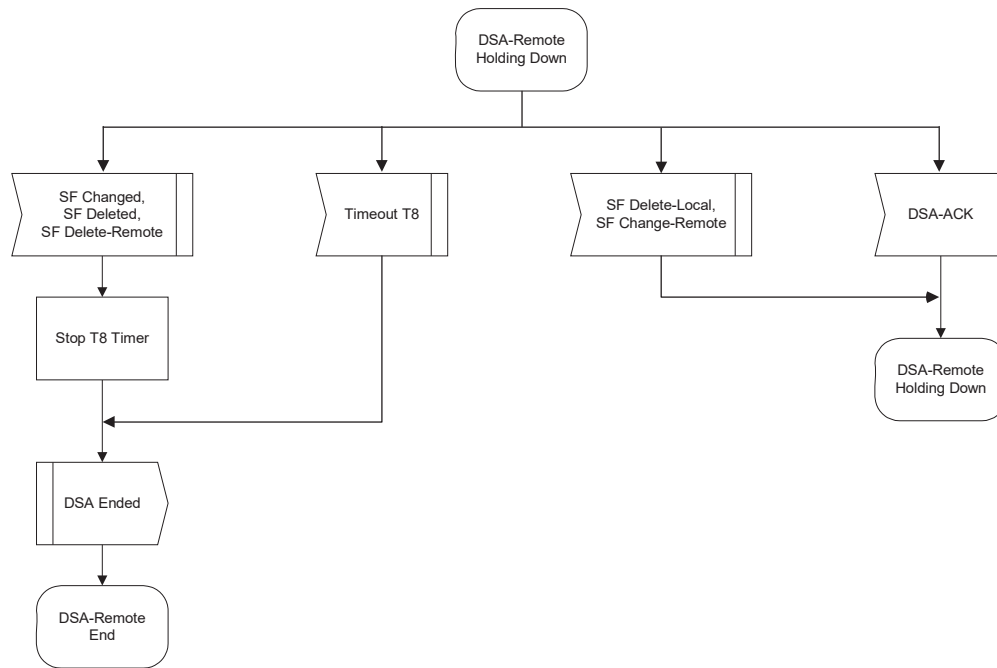 DSA-Remote
Holding Down
SF Changed,
SF Deleted,
SF Delete-Remote
Timeout T8
SF Delete-Local,
SF Change-Remote
DSA-ACK
Stop T8 Timer
DSA-Remote
Holding Down
DSA Ended
DSA-Remote
End